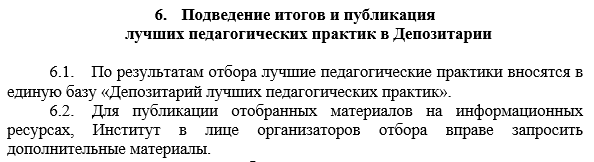 6. Подведение итогов и публикация
лучших педагогических практик в Депозитарии
6.1. По результатам отбора лучшие педагогические практики вносятся в
единую базу «Депозитарий лучших педагогических практик».
6.2. Для публикации отобранных материалов на информационных
ресурсах, Институт в лице организаторов отбора вправе запросить
дополнительные материалы.